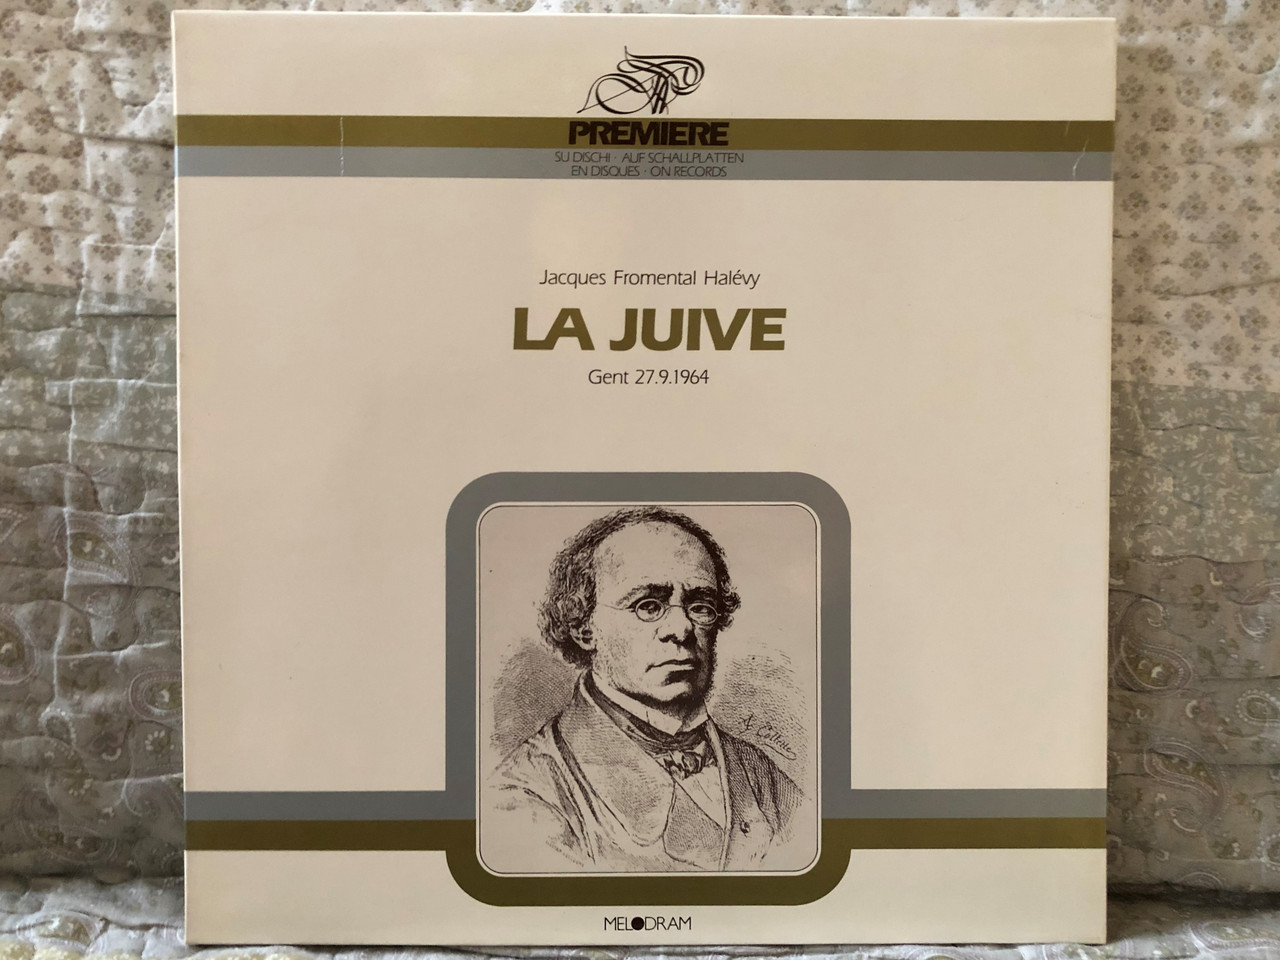 PREMIERE
SU DISCHI · AUF SCHALLPLATTEN
EN DISQUES · ON RECORDS
Jacques Fromental Halévy
LA JUIVE
Gent 27.9.1964
MELODRAM